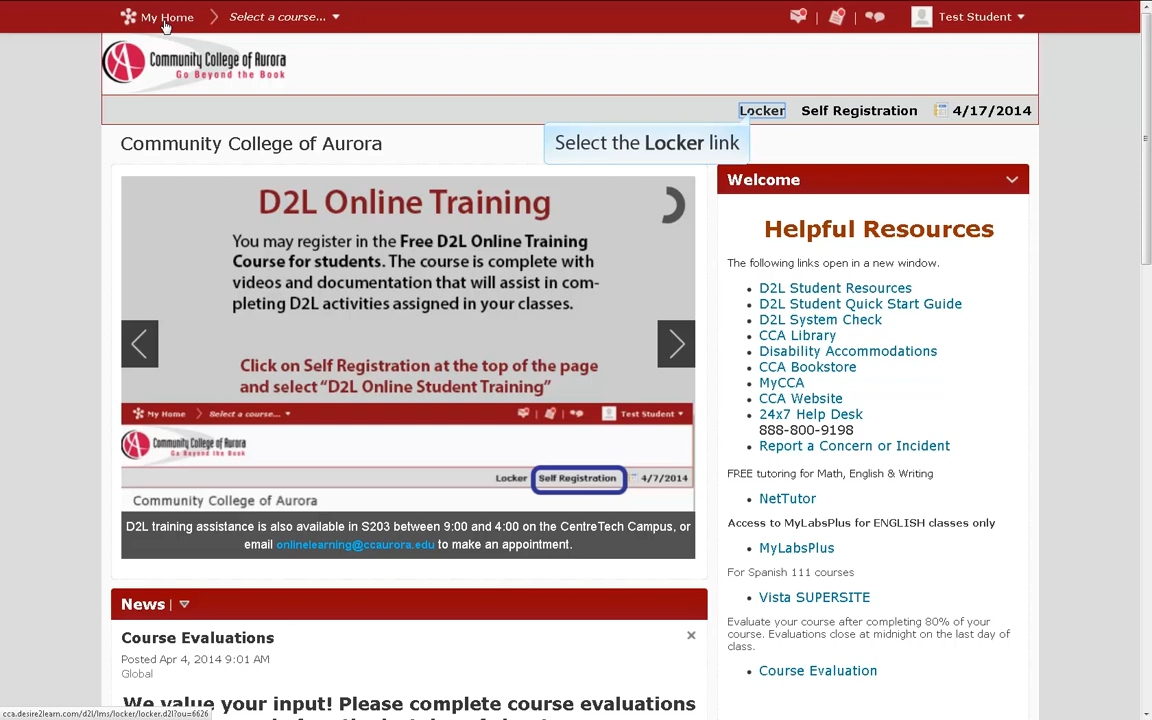 My Home
Select a course...
Test Student
Community College of Aurora
Go Beyond the Book
Locker
Self Registration
4/17/2014
Select the Locker link
Community College of Aurora
D2L Online Training
You may register in the Free D2L Online Training
Course for students. The course is complete with
videos and documentation that will assist in com-
pleting D2L activities assigned in your classes.
Click on Self Registration at the top of the page
and select “D2L Online Student Training”
My Home
Select a course...
Test Student
Community College of Aurora
Go Beyond the Book
Locker
Self Registration
4/7/2014
Community College of Aurora
D2L training assistance is also available in S203 between 9:00 and 4:00 on the CentreTech Campus, or
email onlinelearning@ccaurora.edu to make an appointment.
News
Course Evaluations
Posted Apr 4, 2014 9:01 AM
Global
We value your input! Please complete course evaluations
Welcome
Helpful Resources
The following links open in a new window.
D2L Student Resources
D2L Student Quick Start Guide
D2L System Check
CCA Library
Disability Accommodations
CCA Bookstore
MyCCA
CCA Website
24x7 Help Desk
888-800-9198
Report a Concern or Incident
FREE tutoring for Math, English & Writing
NetTutor
Access to MyLabsPlus for ENGLISH classes only
MyLabsPlus
For Spanish 111 courses
Vista SUPERSITE
Evaluate your course after completing 80% of your
course. Evaluations close at midnight on the last day of
class.
Course Evaluation
cca.desire2learn.com/d2l/lms/locker/locker.d2l?ou=6626